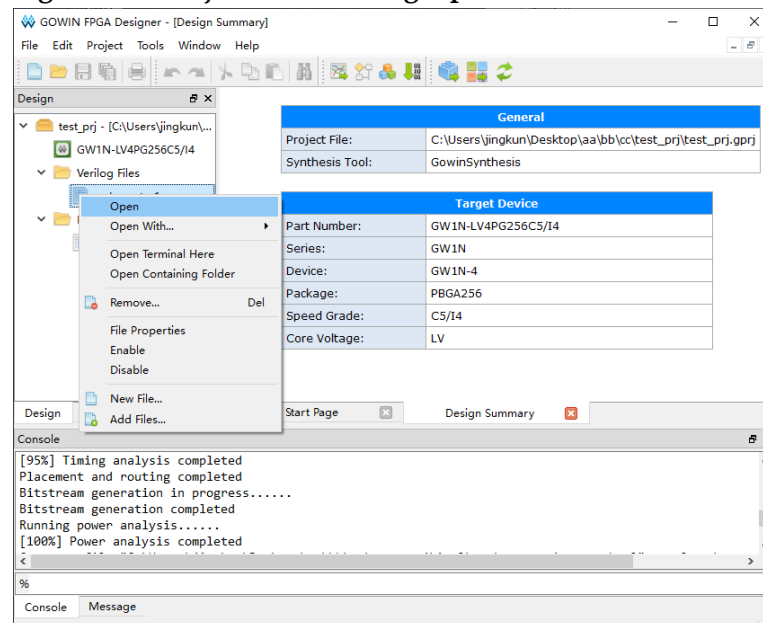 GOWIN FPGA Designer - [Design Summary]
File Edit Project Tools Window Help
Design
test_prj - [C:\Users\jingkun\...
GW1N-LV4PG256C5/I4
Verilog Files
Open
Open With...
Open Terminal Here
Open Containing Folder
Remove... Del
File Properties
Enable
Disable
New File...
Add Files...
General
Project File: C:\Users\jingkun\Desktop\aa\bb\cc\test_prj\test_prj.gprj
Synthesis Tool: GowinSynthesis
Target Device
Part Number: GW1N-LV4PG256C5/I4
Series: GW1N
Device: GW1N-4
Package: PBGA256
Speed Grade: C5/I4
Core Voltage: LV
Design
Start Page
Design Summary
Console
[95%] Timing analysis completed
Placement and routing completed
Bitstream generation in progress......
Bitstream generation completed
Running power analysis......
[100%] Power analysis completed
%
Console Message